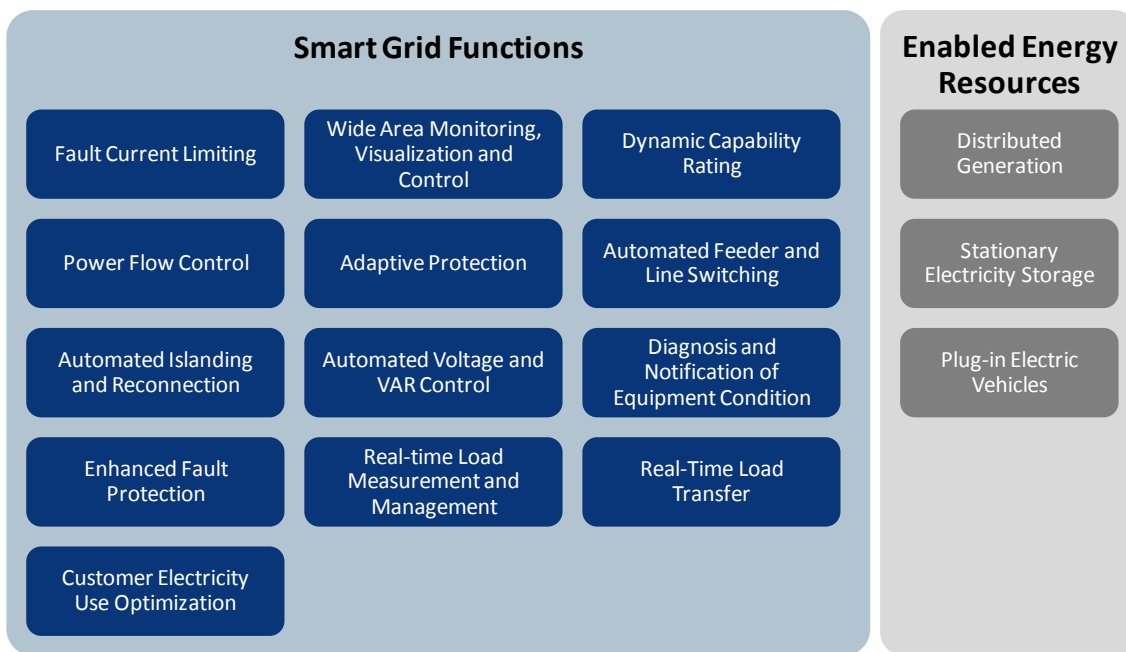 Smart Grid Functions
Fault Current Limiting
Wide Area Monitoring,
Visualization and
Control
Dynamic Capability
Rating
Power Flow Control
Adaptive Protection
Automated Feeder and
Line Switching
Automated Islanding
and Reconnection
Automated Voltage and
VAR Control
Diagnosis and
Notification of
Equipment Condition
Enhanced Fault
Protection
Real-time Load
Measurement and
Management
Real-Time Load
Transfer
Customer Electricity
Use Optimization
Enabled Energy
Resources
Distributed
Generation
Stationary
Electricity Storage
Plug-in Electric
Vehicles